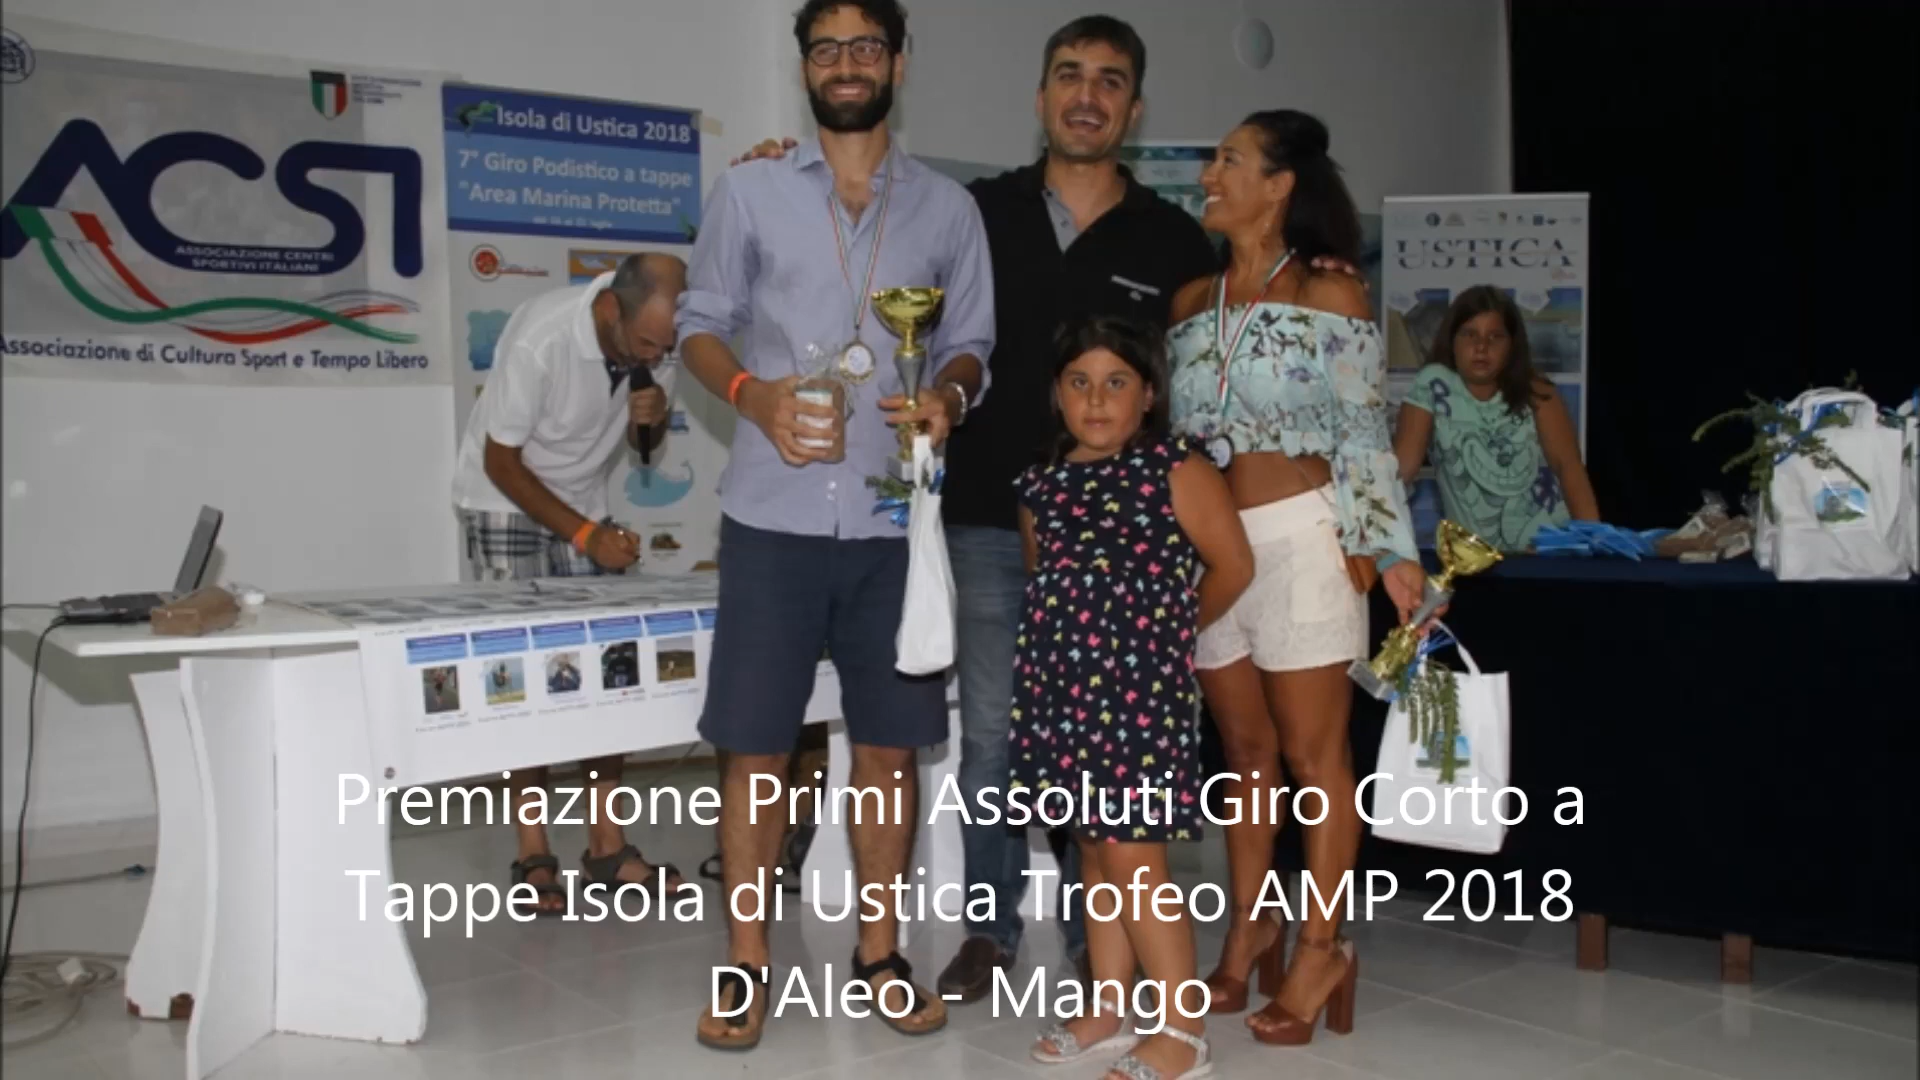 ACSI
ASSOCIAZIONE CENTRI
SPORTIVI ITALIANI
Associazione di Cultura Sport e Tempo Libero
Isola di Ustica 2018
7° Giro Podistico a tappe
"Area Marina Protetta"
USTICA
Premiazione Primi Assoluti Giro Corto a
Tappe Isola di Ustica Trofeo AMP 2018
D'Aleo - Mango